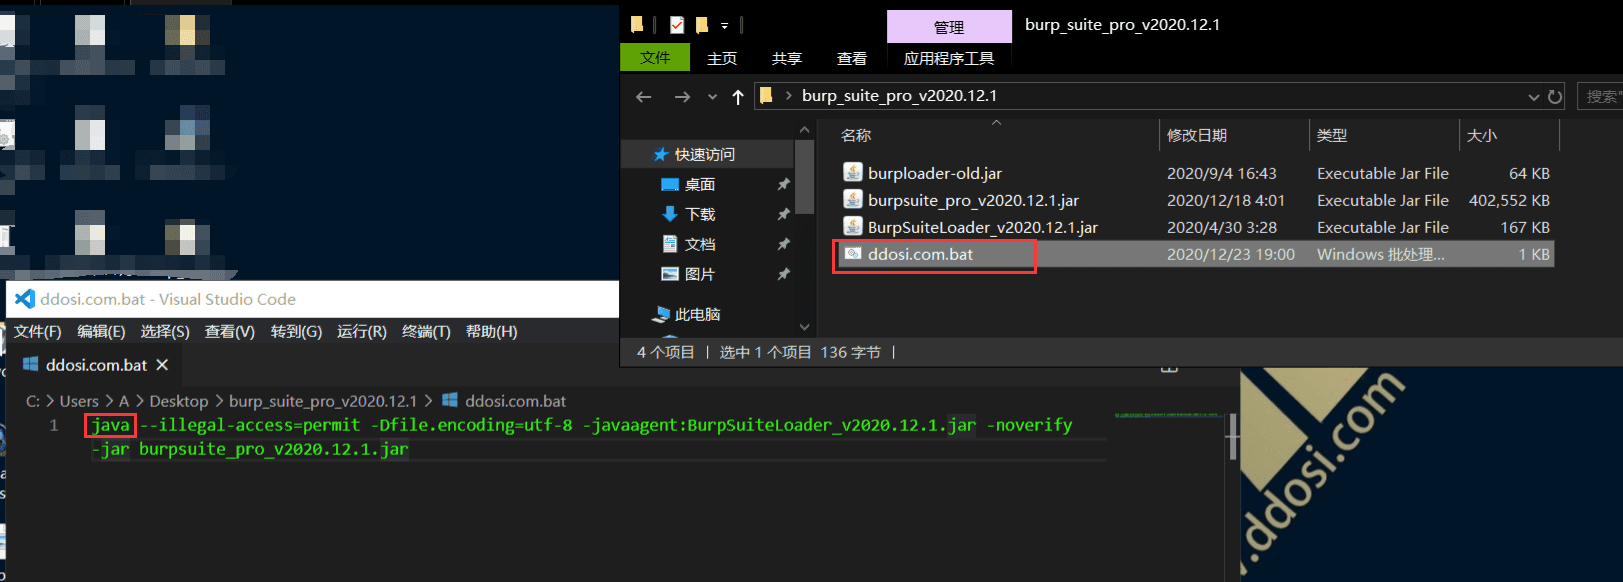 管理
burp_suite_pro_v2020.12.1
文件
主页
共享
查看
应用程序工具
burp_suite_pro_v2020.12.1
搜索"
名称
修改日期
类型
大小
快速访问
桌面
下载
文档
图片
此电脑
burploader-old.jar 2020/9/4 16:43 Executable Jar File 64 KB
burpsuite_pro_v2020.12.1.jar 2020/12/18 4:01 Executable Jar File 402,552 KB
BurpSuiteLoader_v2020.12.1.jar 2020/4/30 3:28 Executable Jar File 167 KB
ddosi.com.bat 2020/12/23 19:00 Windows 批处理... 1 KB
4 个项目 | 选中 1 个项目 136 字节 |
ddosi.com.bat - Visual Studio Code
文件(F) 编辑(E) 选择(S) 查看(V) 转到(G) 运行(R) 终端(T) 帮助(H)
ddosi.com.bat
C: > Users > A > Desktop > burp_suite_pro_v2020.12.1 > ddosi.com.bat
1 java --illegal-access=permit -Dfile.encoding=utf-8 -javaagent:BurpSuiteLoader_v2020.12.1.jar -noverify
-jar burpsuite_pro_v2020.12.1.jar
.ddosi.com